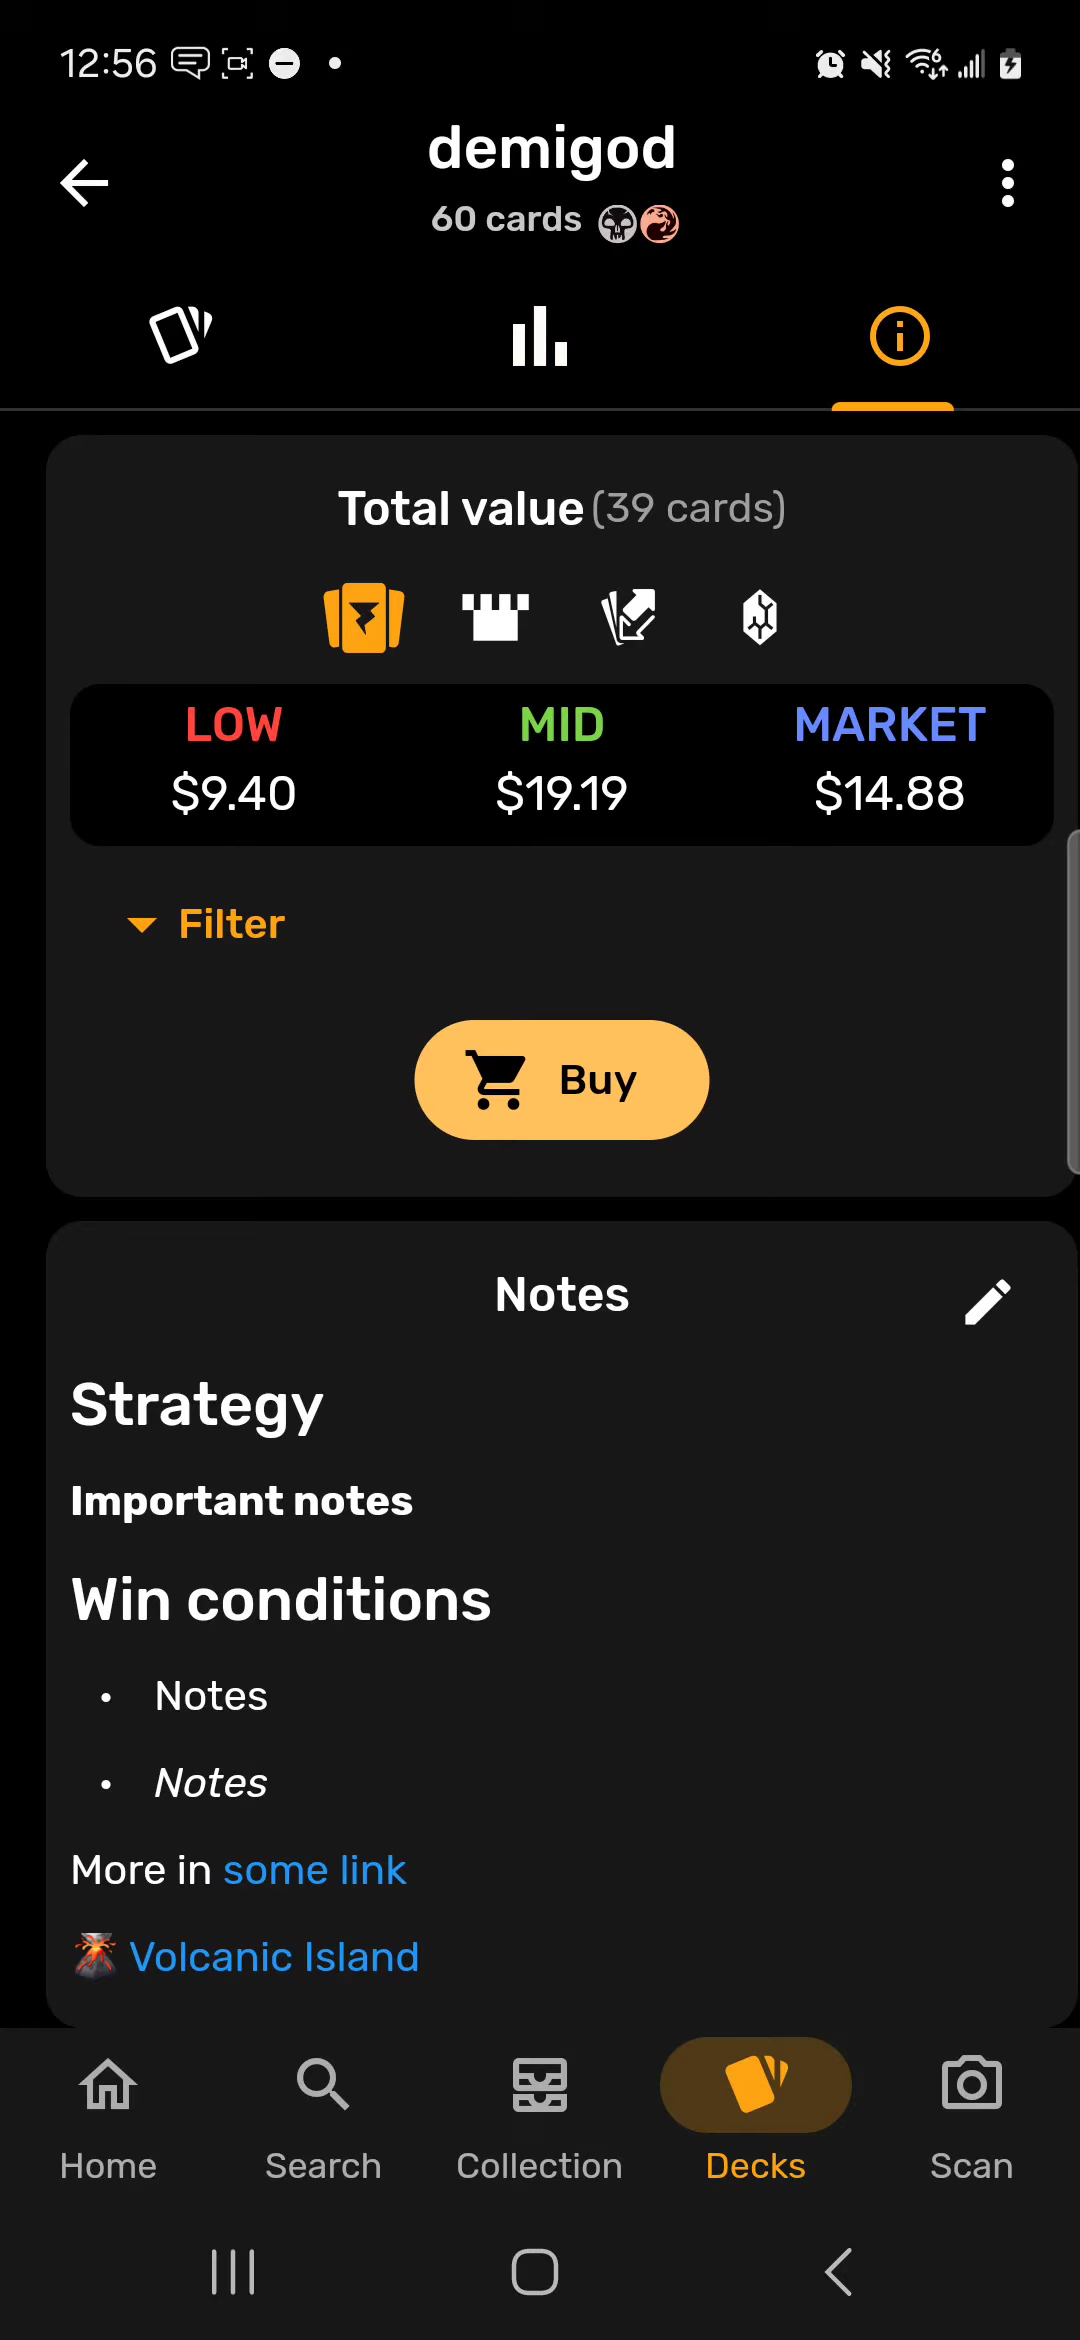 12:56
demigod
60 cards
Total value (39 cards)
LOW MID MARKET
$9.40 $19.19 $14.88
Filter
Buy
Notes
Strategy
Important notes
Win conditions
• Notes
• Notes
More in some link
🌋 Volcanic Island
Home Search Collection Decks Scan